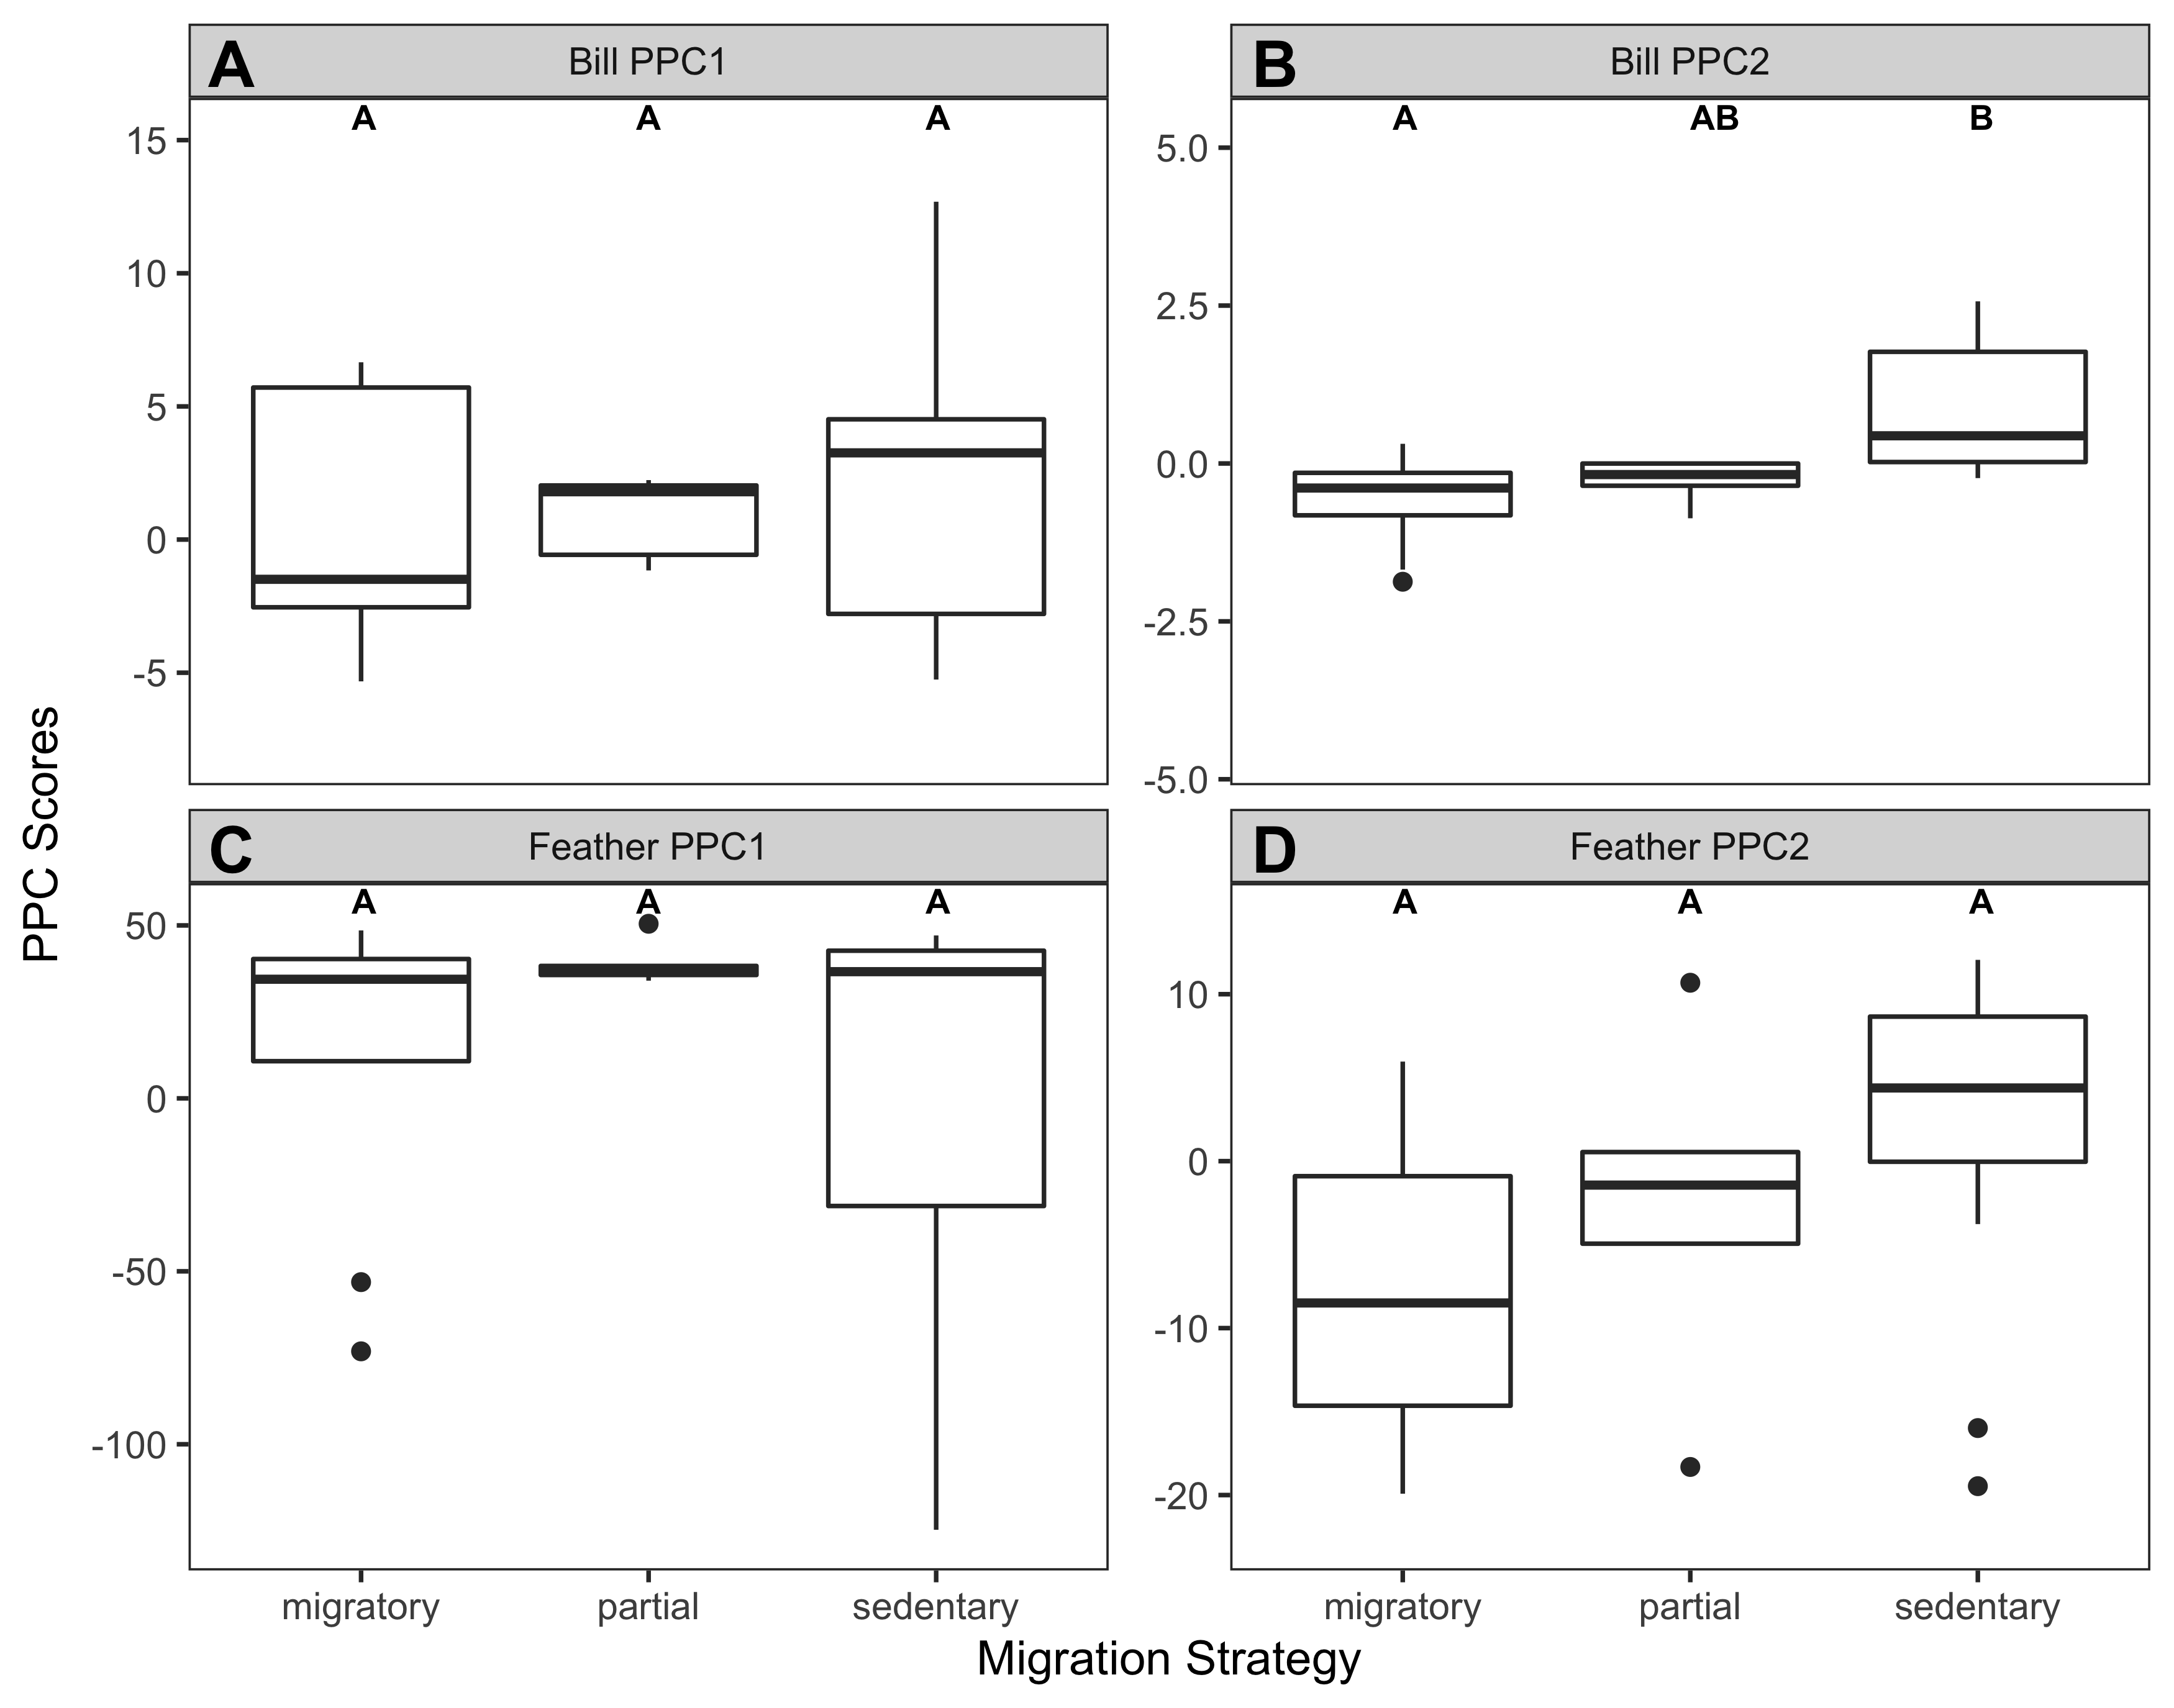 A Bill PPC1
A A A
15
10
5
0
-5
B Bill PPC2
A AB B
5.0
2.5
0.0
-2.5
-5.0
PPC Scores
C Feather PPC1
A A A
50
0
-50
-100
migratory partial sedentary
D Feather PPC2
A A A
10
0
-10
-20
migratory partial sedentary
Migration Strategy